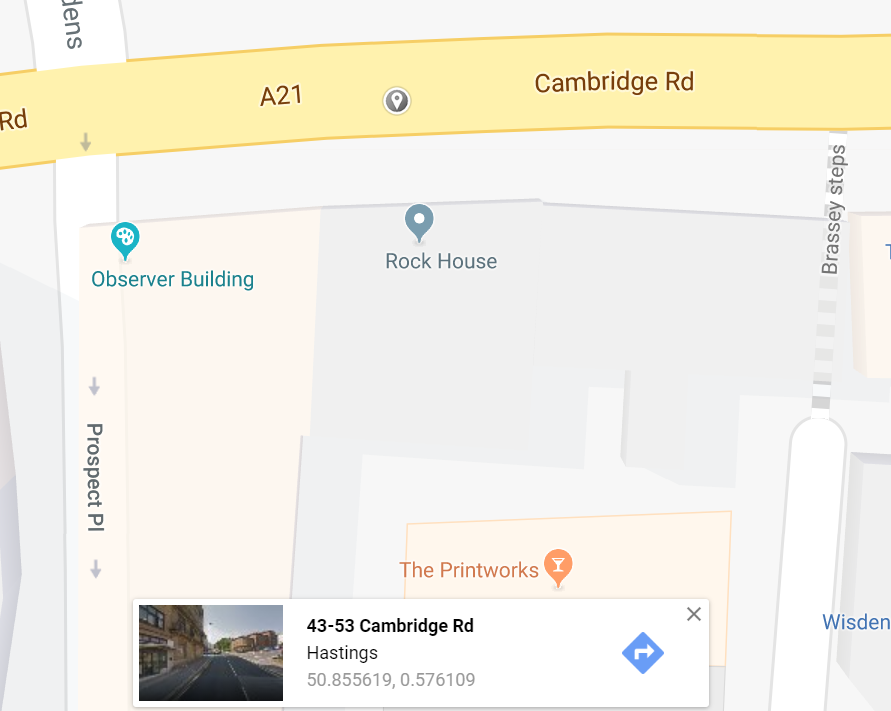 dens
A21
Cambridge Rd
Rd
Brassey steps
Observer Building
Rock House
Prospect Pl
The Printworks
43-53 Cambridge Rd
Hastings
50.855619, 0.576109
Wisden